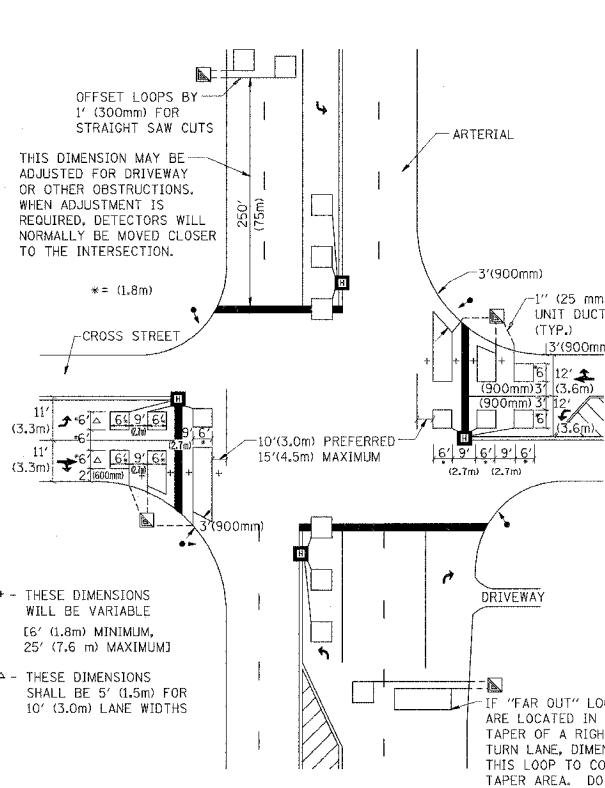 OFFSET LOOPS BY
1' (300mm) FOR
STRAIGHT SAW CUTS
THIS DIMENSION MAY BE
ADJUSTED FOR DRIVEWAY
OR OTHER OBSTRUCTIONS.
WHEN ADJUSTMENT IS
REQUIRED, DETECTORS WILL
NORMALLY BE MOVED CLOSER
TO THE INTERSECTION.
250'
(75m)
ARTERIAL
*= (1.8m)
3'(900mm)
1" (25 mm
UNIT DUCT
(TYP.)
CROSS STREET
H
3'(900mm
*6'
12'
(3.6m)
(900mm) 3'
(900mm) 3'
12'
*6'
(3.6m)
H
11'
(3.3m)
*6'
△
6' 9' 6'
(2.7m)
*6'
9' 6'
(2.7m) *
11'
(3.3m)
*6'
△
6' 9' 6'
(2.7m)
2' (600mm)
10'(3.0m) PREFERRED
15'(4.5m) MAXIMUM
H
6' 9' 6' 9' 6'
* (2.7m) * (2.7m) *
3'(900mm)
H
DRIVEWAY
+ - THESE DIMENSIONS
WILL BE VARIABLE
[6' (1.8m) MINIMUM,
25' (7.6 m) MAXIMUM]
△ - THESE DIMENSIONS
SHALL BE 5' (1.5m) FOR
10' (3.0m) LANE WIDTHS
IF "FAR OUT" LO
ARE LOCATED IN
TAPER OF A RIGH
TURN LANE, DIMEN
THIS LOOP TO CO
TAPER AREA. DO